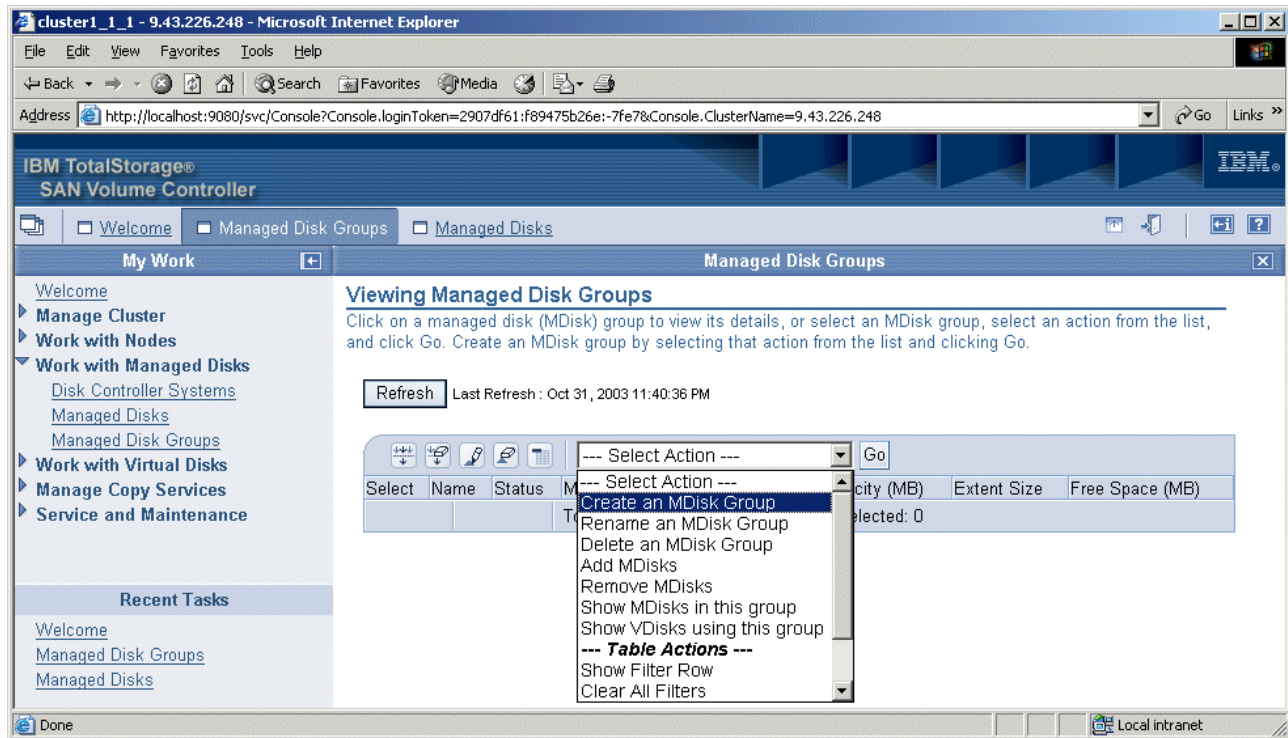 cluster1_1_1 - 9.43.226.248 - Microsoft Internet Explorer
File Edit View Favorites Tools Help
Back Search Favorites Media
Address http://localhost:9080/svc/Console?Console.loginToken=2907df61:f89475b26e:-7fe7&Console.ClusterName=9.43.226.248 Go Links »
IBM TotalStorage®
SAN Volume Controller
IBM®
Welcome Managed Disk Groups Managed Disks ?
My Work
Welcome
Manage Cluster
Work with Nodes
Work with Managed Disks
Disk Controller Systems
Managed Disks
Managed Disk Groups
Work with Virtual Disks
Manage Copy Services
Service and Maintenance
Recent Tasks
Welcome
Managed Disk Groups
Managed Disks
Managed Disk Groups
Viewing Managed Disk Groups
Click on a managed disk (MDisk) group to view its details, or select an MDisk group, select an action from the list,
and click Go. Create an MDisk group by selecting that action from the list and clicking Go.
Refresh Last Refresh : Oct 31, 2003 11:40:36 PM
--- Select Action --- Go
Select Name Status M city (MB) Extent Size Free Space (MB)
To elected: 0
--- Select Action ---
Create an MDisk Group
Rename an MDisk Group
Delete an MDisk Group
Add MDisks
Remove MDisks
Show MDisks in this group
Show VDisks using this group
--- Table Actions ---
Show Filter Row
Clear All Filters
Done Local intranet